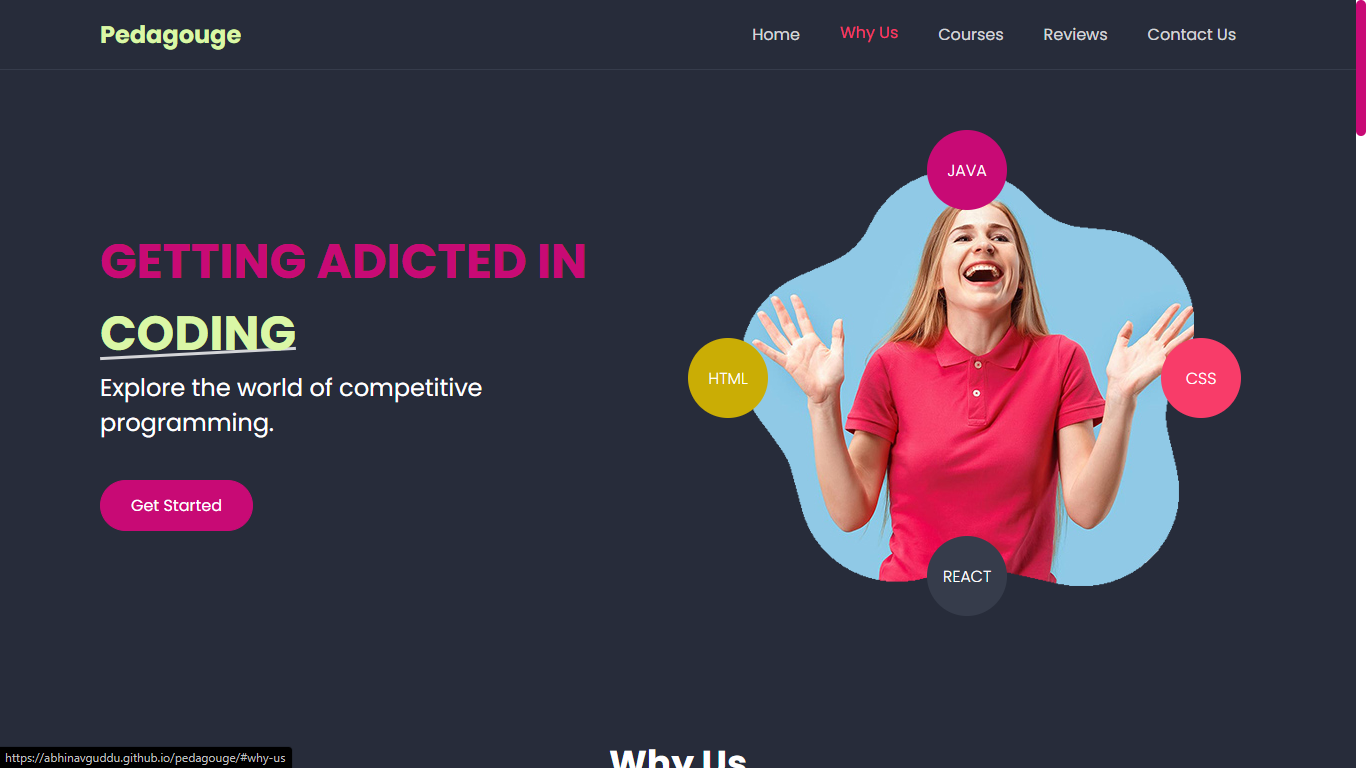 Pedagouge
Home Why Us Courses Reviews Contact Us
JAVA
GETTING ADICTED IN
CODING
Explore the world of competitive
programming.
HTML
CSS
Get Started
REACT
Why Us
https://abhinavguddu.github.io/pedagouge/#why-us